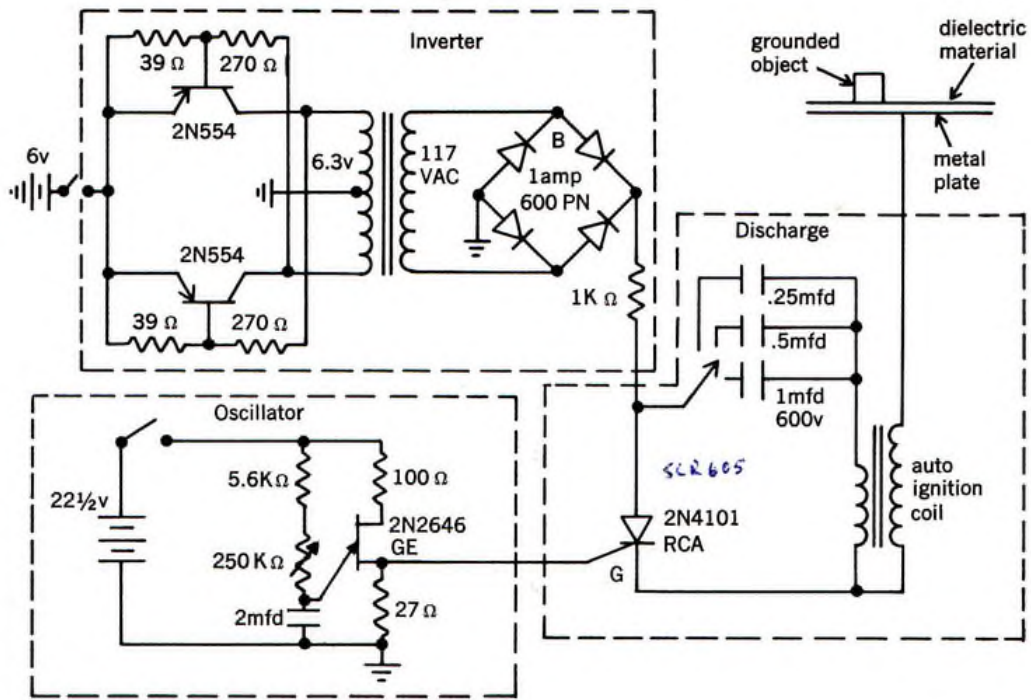 Inverter
39 Ω 270 Ω
2N554
6v
6.3v
117
VAC
B
1amp
600 PN
2N554
39 Ω 270 Ω
1K Ω
grounded
object
dielectric
material
metal
plate
Discharge
.25mfd
.5mfd
1mfd
600v
SCR605
auto
ignition
coil
2N4101
RCA
G
Oscillator
22½v
5.6K Ω
100 Ω
2N2646
GE
250 K Ω
2mfd
27 Ω